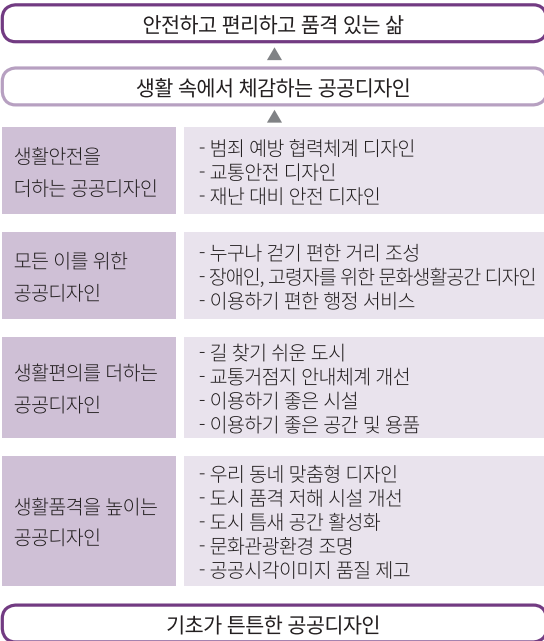 안전하고 편리하고 품격 있는 삶
생활 속에서 체감하는 공공디자인
생활안전을
더하는 공공디자인
- 범죄 예방 협력체계 디자인
- 교통안전 디자인
- 재난 대비 안전 디자인
모든 이를 위한
공공디자인
- 누구나 걷기 편한 거리 조성
- 장애인, 고령자를 위한 문화생활공간 디자인
- 이용하기 편한 행정 서비스
생활편의를 더하는
공공디자인
- 길 찾기 쉬운 도시
- 교통거점지 안내체계 개선
- 이용하기 좋은 시설
- 이용하기 좋은 공간 및 용품
생활품격을 높이는
공공디자인
- 우리 동네 맞춤형 디자인
- 도시 품격 저해 시설 개선
- 도시 틈새 공간 활성화
- 문화관광환경 조명
- 공공시각이미지 품질 제고
기초가 튼튼한 공공디자인